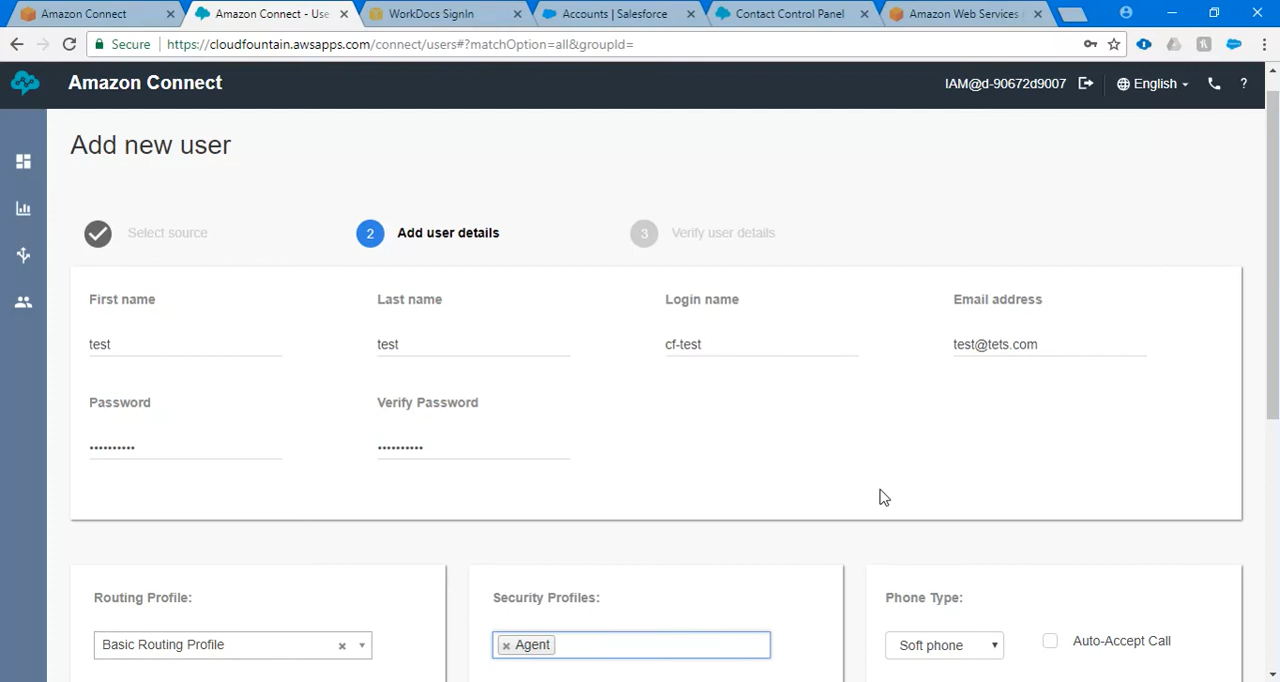 Amazon Connect
Amazon Connect - Use
WorkDocs SignIn
Accounts | Salesforce
Contact Control Panel
Amazon Web Services
Secure
https://cloudfountain.awsapps.com/connect/users#?matchOption=all&groupId=
Amazon Connect
IAM@d-90672d9007
English
?
Add new user
Select source
2 Add user details
3 Verify user details
First name
Last name
Login name
Email address
test
test
cf-test
test@tets.com
Password
Verify Password
••••••••••
••••••••••
Routing Profile:
Security Profiles:
Phone Type:
Basic Routing Profile
× Agent
Soft phone
Auto-Accept Call